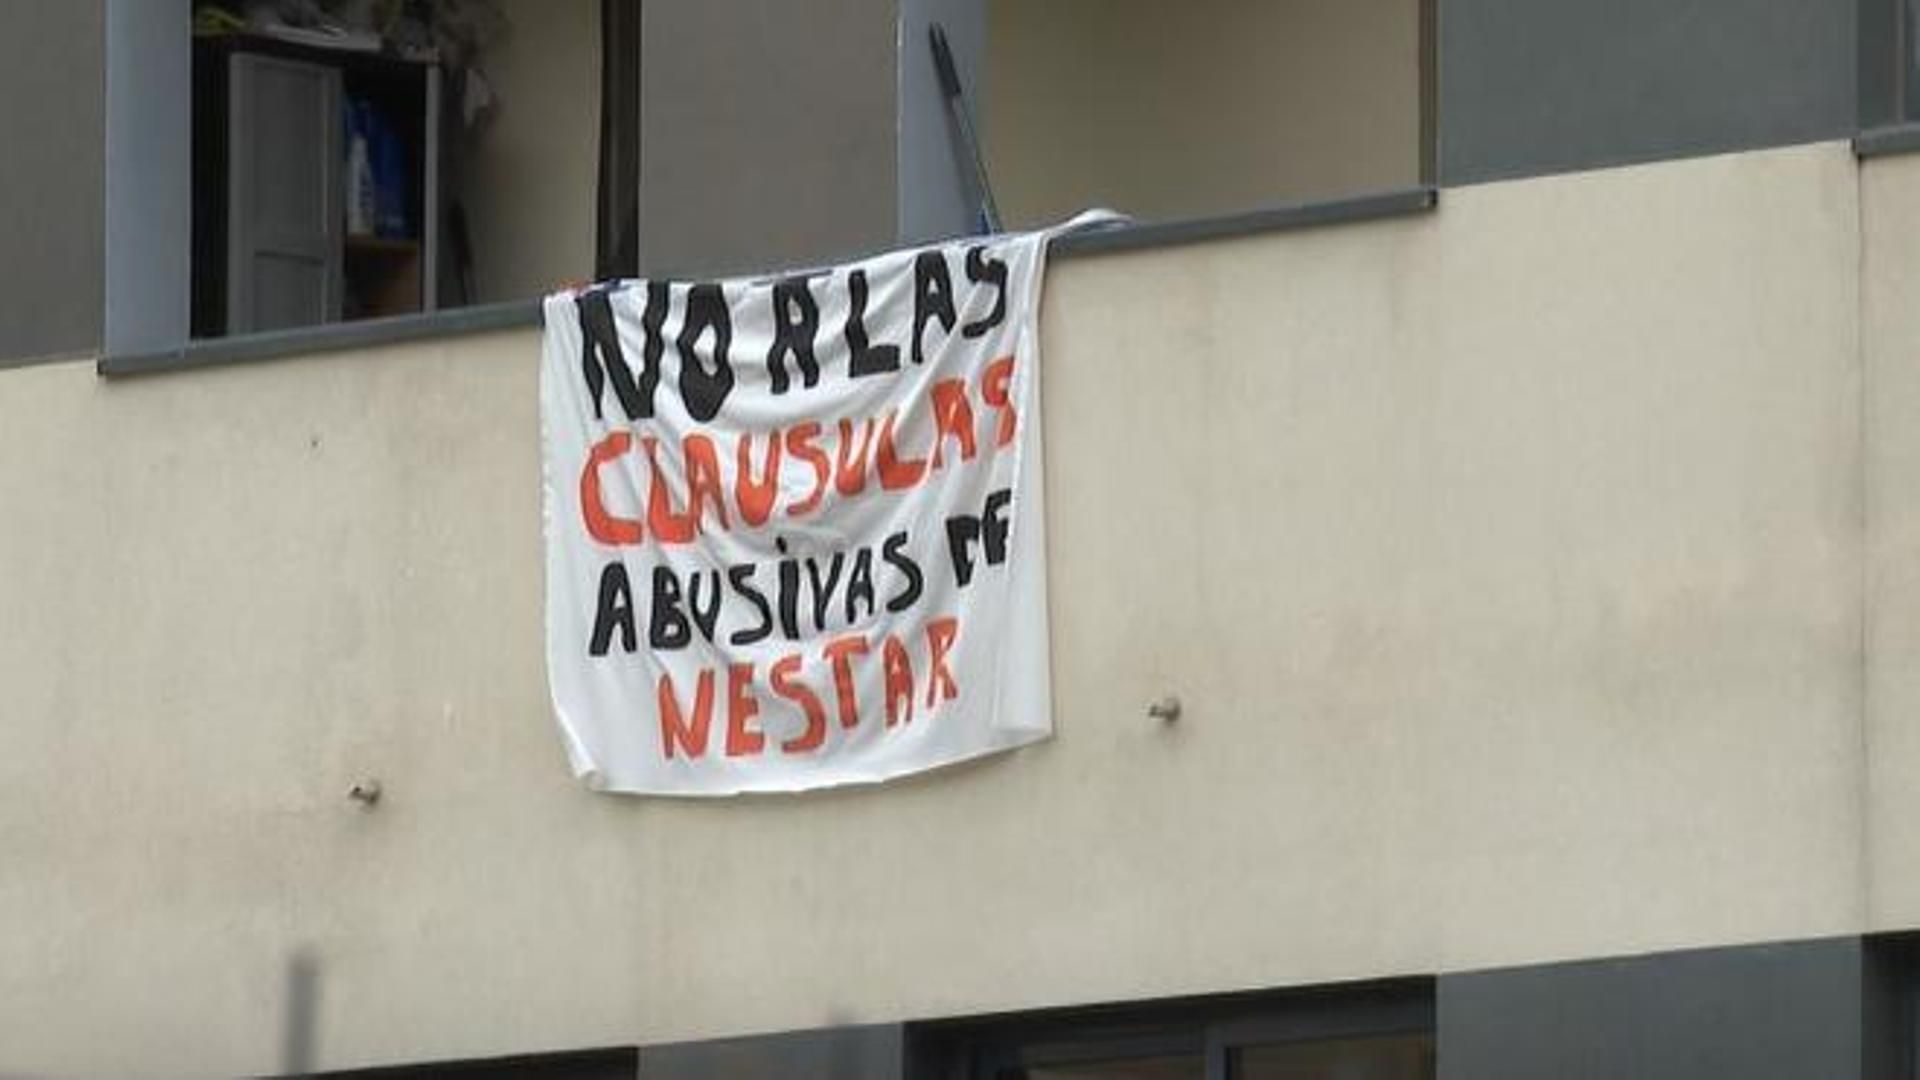 NO A LAS
CLAUSULAS
ABUSiVAS DE
NESTAR